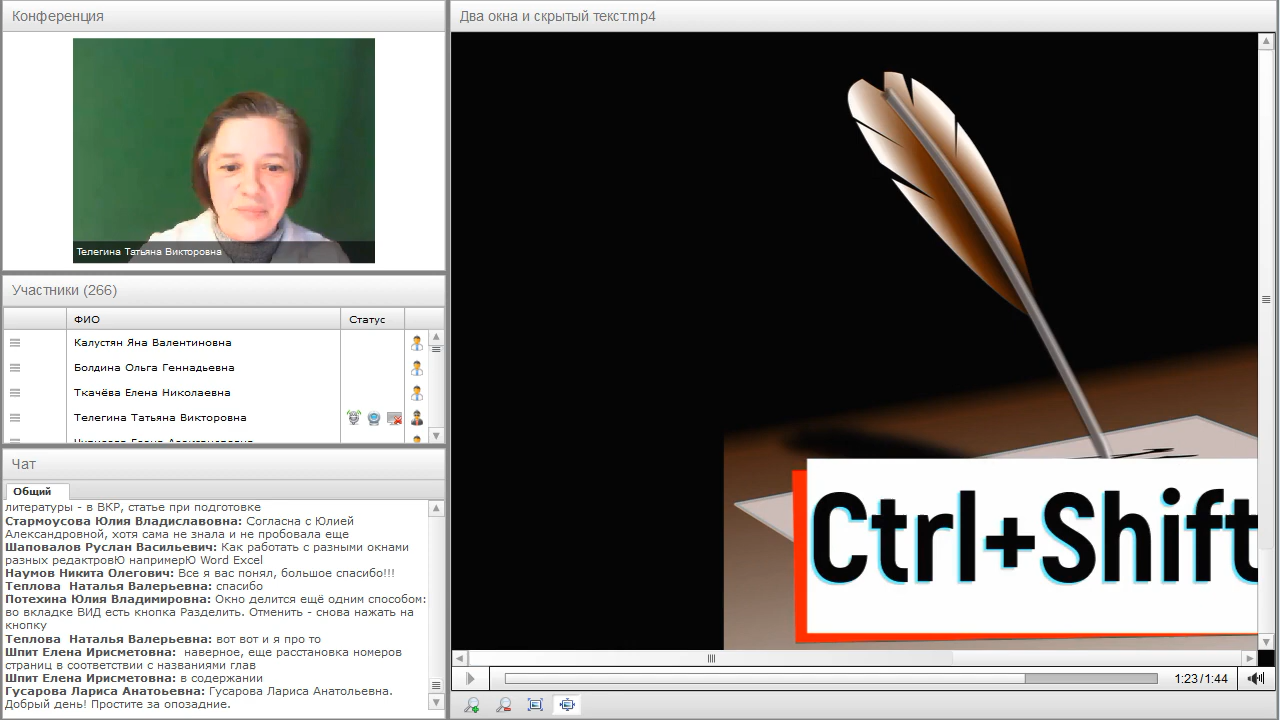 Конференция
Телегина Татьяна Викторовна
Участники (266)
ФИО
Статус
Калустян Яна Валентиновна
Болдина Ольга Геннадьевна
Ткачёва Елена Николаевна
Телегина Татьяна Викторовна
Чат
Общий
литературы - в ВКР, статье при подготовке
Стармоусова Юлия Владиславовна: Согласна с Юлией
Александровной, хотя сама не знала и не пробовала еще
Шаповалов Руслан Васильевич: Как работать с разными окнами
разных редактровЮ напримерЮ Word Excel
Наумов Никита Олегович: Все я вас понял, большое спасибо!!!
Теплова  Наталья Валерьевна: спасибо
Потехина Юлия Владимировна: Окно делится ещё одним способом:
во вкладке ВИД есть кнопка Разделить. Отменить - снова нажать на
кнопку
Теплова  Наталья Валерьевна: вот вот и я про то
Шпит Елена Ирисметовна:  наверное, еще расстановка номеров
страниц в соответствии с названиями глав
Шпит Елена Ирисметовна: в содержании
Гусарова Лариса Анатоьевна: Гусарова Лариса Анатольевна.
Добрый день! Простите за опоздание.
Два окна и скрытый текст.mp4
Ctrl+Shift
1:23/1:44